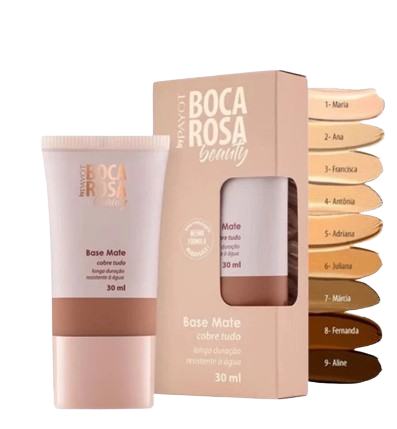 by PAYOT
BOCA
ROSA
beauty
Base Mate
cobre tudo
longa duração
resistente à água
30 ml
by PAYOT
BOCA
ROSA
beauty
Base Mate
cobre tudo
longa duração
resistente à água
30 ml
Base Mate
cobre tudo
longa duração
resistente à água
30 ml
1- Maria
2- Ana
3- Francisca
4- Antônia
5- Adriana
6- Juliana
7- Márcia
8- Fernanda
9- Aline